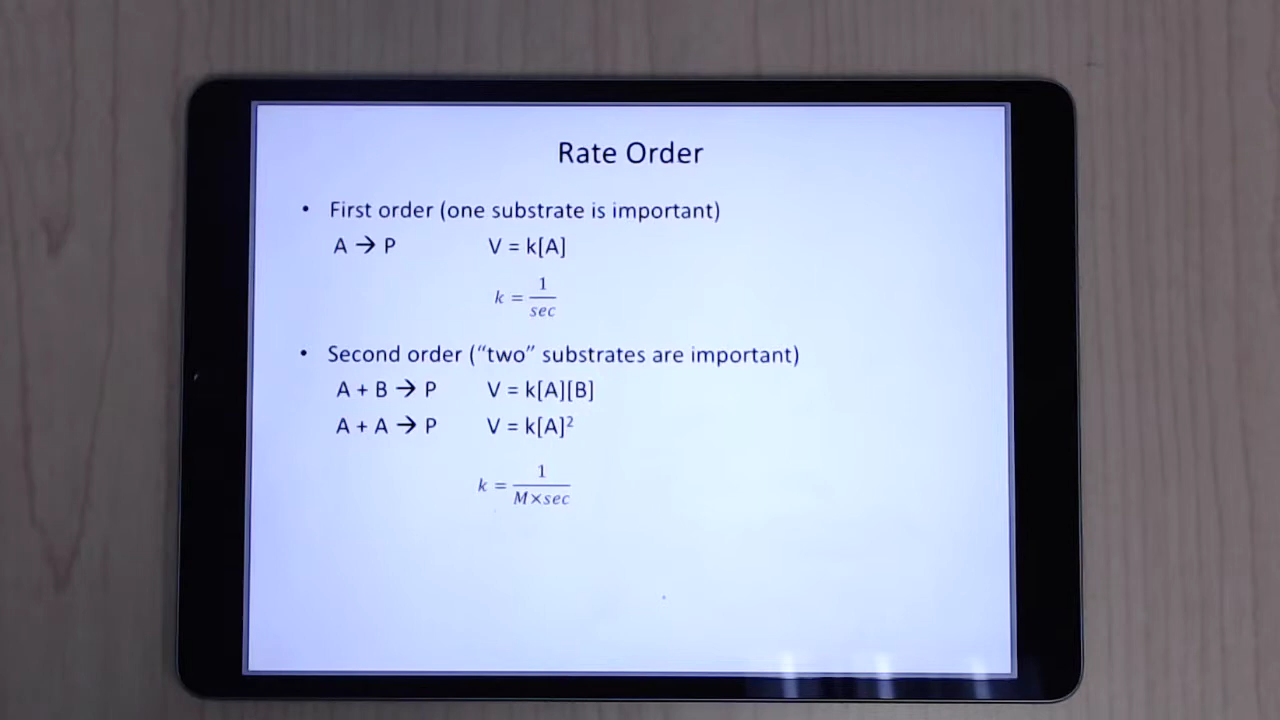 Rate Order
• First order (one substrate is important)
A → P V = k[A]
k = 1/sec
• Second order (“two” substrates are important)
A + B → P V = k[A][B]
A + A → P V = k[A]²
k = 1/M×sec